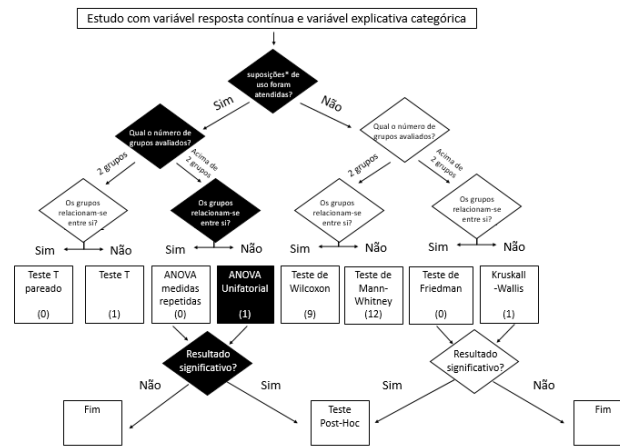 Estudo com variável resposta contínua e variável explicativa categórica
suposições* de
uso foram
atendidas?
Sim
Não
Qual o número de
grupos avaliados?
Qual o número de
grupos avaliados?
2 grupos
Acima de
2 grupos
2 grupos
Acima de
2 grupos
Os grupos
relacionam-se
entre si?
Os grupos
relacionam-se
entre si?
Os grupos
relacionam-se
entre si?
Os grupos
relacionam-se
entre si?
Sim
Não
Sim
Não
Sim
Não
Sim
Não
Teste T
pareado
(0)
Teste T
(1)
ANOVA
medidas
repetidas
(0)
ANOVA
Unifatorial
(1)
Teste de
Wilcoxon
(9)
Teste de
Mann-
Whitney
(12)
Teste de
Friedman
(0)
Kruskall
-Wallis
(1)
Resultado
significativo?
Resultado
significativo?
Não
Sim
Sim
Não
Fim
Teste
Post-Hoc
Fim